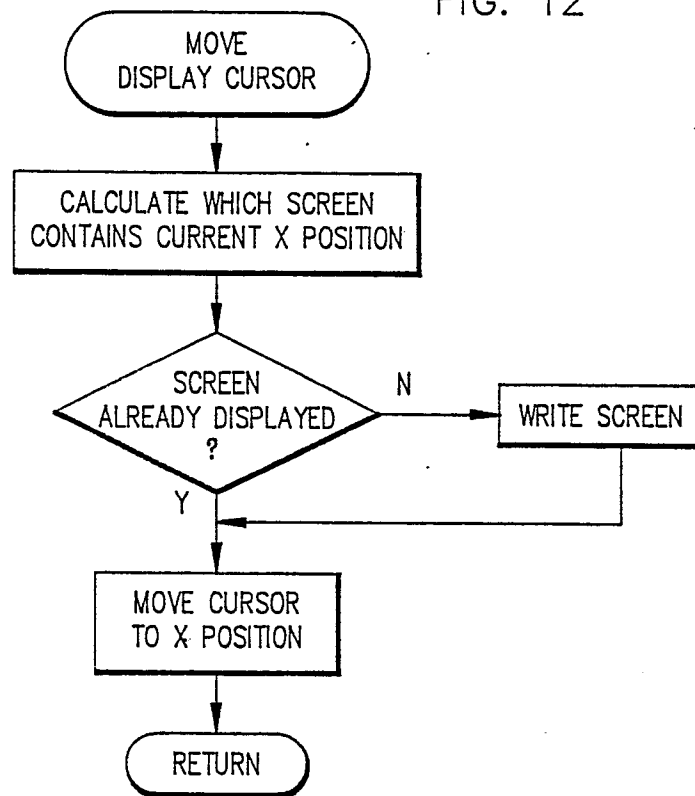 FIG. 12
MOVE
DISPLAY CURSOR
CALCULATE WHICH SCREEN
CONTAINS CURRENT X POSITION
SCREEN
ALREADY DISPLAYED
?
N
WRITE SCREEN
Y
MOVE CURSOR
TO X POSITION
RETURN